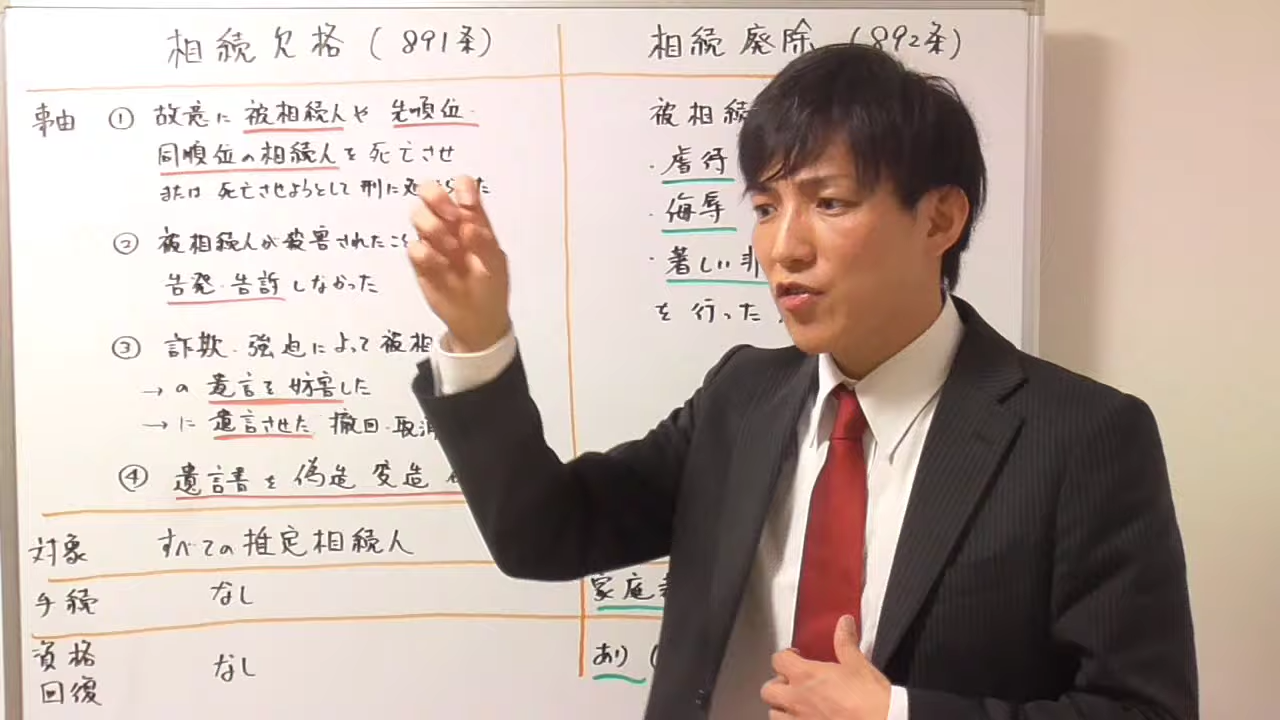 相続欠格(891条)
相続廃除(892条)
事由
① 故意に被相続人や先順位・
同順位の相続人を死亡させ
または死亡させようとして刑に処せられた
② 被相続人が殺害されたこと
告発・告訴しなかった
③ 詐欺・強迫によって被相
→の遺言を妨害した
→に遺言させた 撤回・取消
④ 遺言書を偽造 変造
被相続
・虐待
・侮辱
・著しい非
を行った
対象
すべての推定相続人
手続
なし
家庭裁
資格
回復
なし
あり(